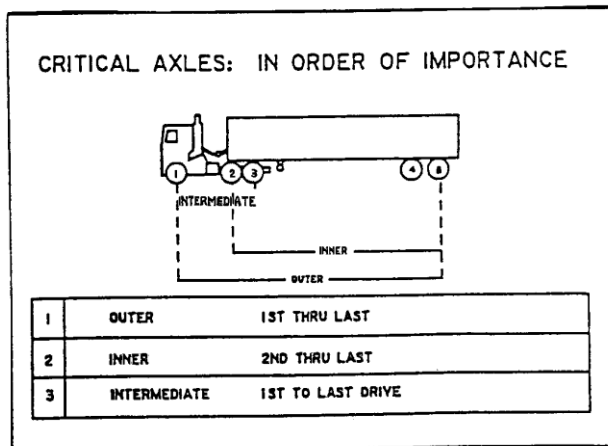 CRITICAL AXLES: IN ORDER OF IMPORTANCE
1 2 3 4 5
INTERMEDIATE
INNER
OUTER
1 OUTER 1ST THRU LAST
2 INNER 2ND THRU LAST
3 INTERMEDIATE 1ST TO LAST DRIVE